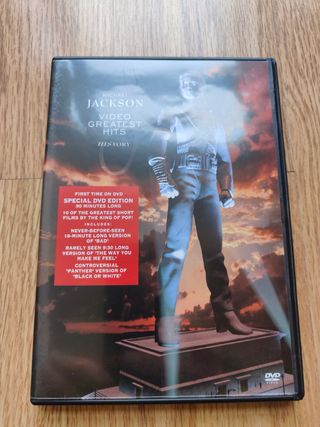 MICHAEL
JACKSON
VIDEO
GREATEST
HITS
HISTORY
FIRST TIME ON DVD
SPECIAL DVD EDITION
90 MINUTES LONG
10 OF THE GREATEST SHORT
FILMS BY THE KING OF POP!
INCLUDES:
NEVER-BEFORE-SEEN
18-MINUTE LONG VERSION
OF 'BAD'
RARELY SEEN 9:30 LONG
VERSION OF 'THE WAY YOU
MAKE ME FEEL'
CONTROVERSIAL
'PANTHER' VERSION OF
'BLACK OR WHITE'
DVD
VIDEO